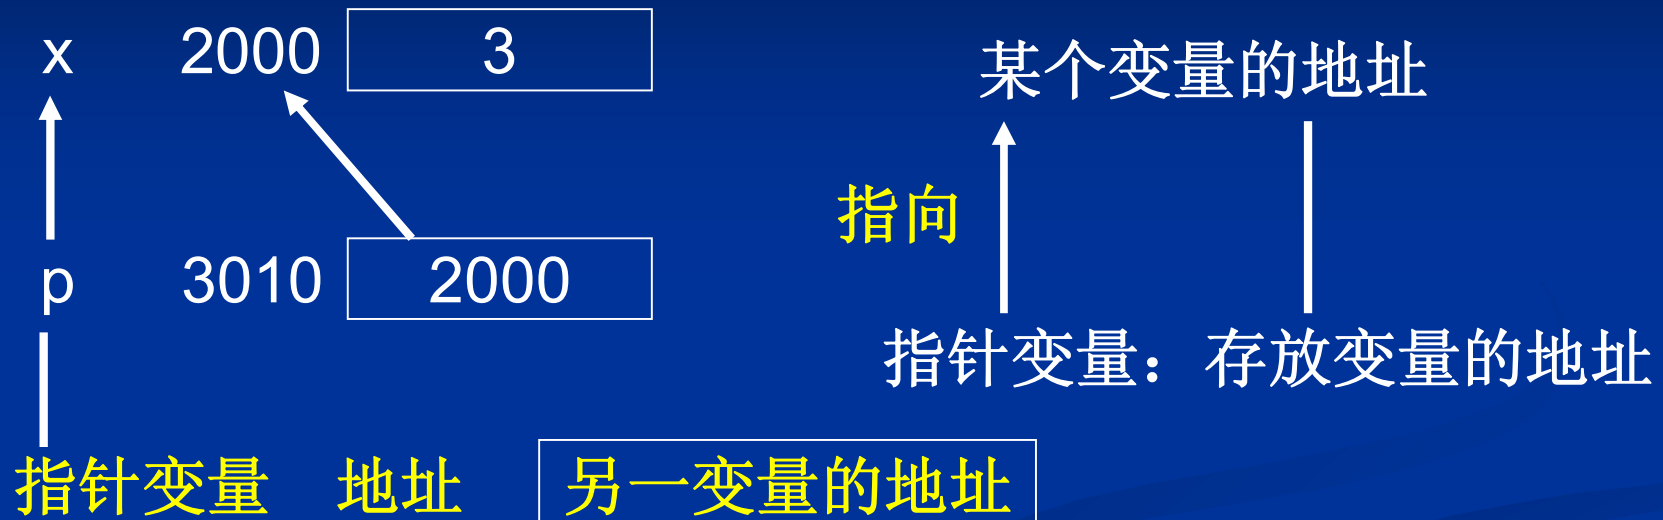 x 2000 3
某个变量的地址
指向
p 3010 2000
指针变量：存放变量的地址
指针变量 地址 另一变量的地址